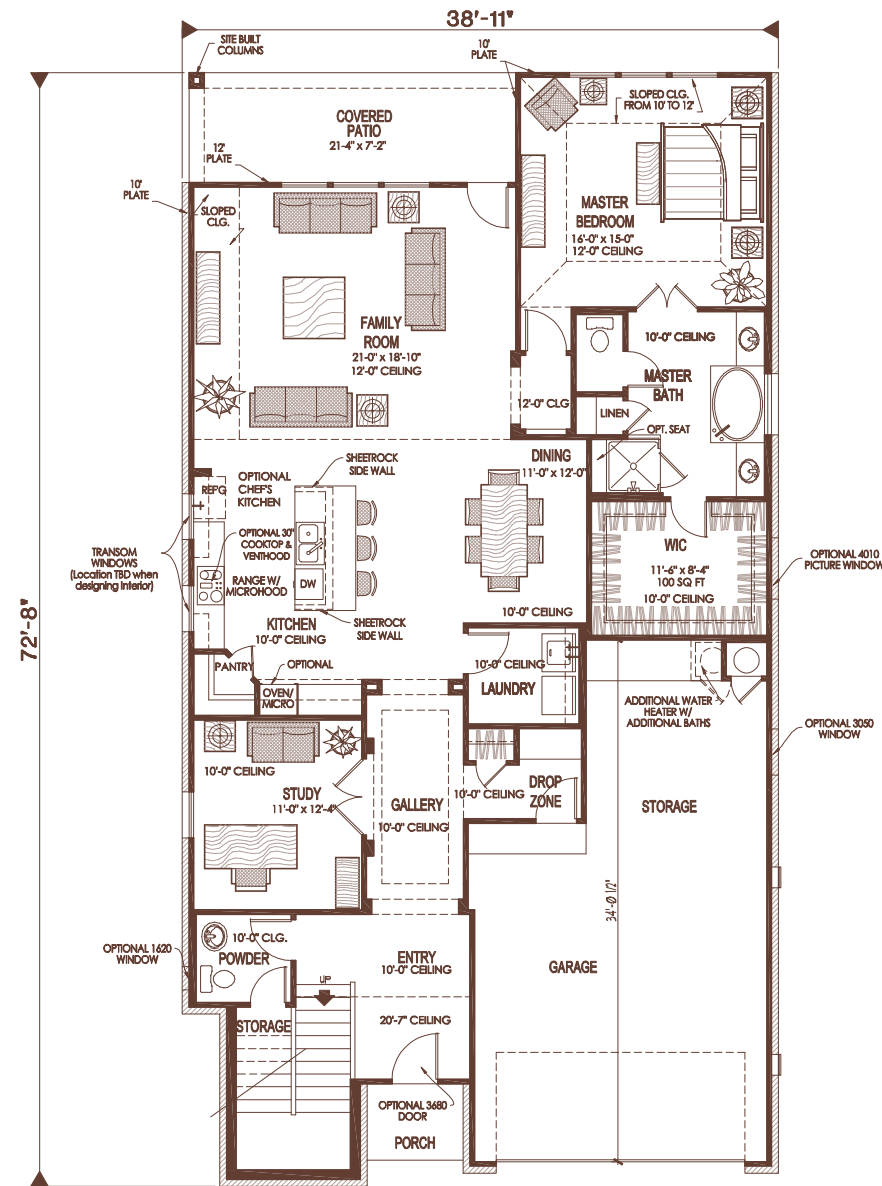 38'-11"
SITE BUILT
COLUMNS
10'
PLATE
SLOPED CLG.
FROM 10' TO 12'
COVERED
PATIO
21'-4" x 7'-2"
12'
PLATE
10'
PLATE
SLOPED
CLG.
MASTER
BEDROOM
16'-0" x 15'-0"
12'-0" CEILING
FAMILY
ROOM
21-0" x 18'-10"
12'-0" CEILING
10'-0" CEILING
MASTER
BATH
12'-0" CLG
LINEN
OPT. SEAT
SHEETROCK
SIDE WALL
DINING
11'-0" x 12'-0"
REFG
OPTIONAL
CHEF'S
KITCHEN
OPTIONAL 30"
COOKTOP &
VENTHOOD
TRANSOM
WINDOWS
(Location TBD when
designing interior)
RANGE W/
MICROHOOD
DW
WIC
11'-6" x 8'-4"
100 SQ FT
10'-0" CEILING
OPTIONAL 4010
PICTURE WINDOW
10'-0" CEILING
KITCHEN
10'-0" CEILING
SHEETROCK
SIDE WALL
72'-8"
PANTRY
OPTIONAL
OVEN/
MICRO
10'-0" CEILING
LAUNDRY
ADDITIONAL WATER
HEATER W/
ADDITIONAL BATHS
OPTIONAL 3050
WINDOW
10'-0" CEILING
STUDY
11'-0" x 12'-4"
GALLERY
10'-0" CEILING
10'-0" CEILING
DROP
ZONE
STORAGE
34'-0 1/2"
10'-0" CLG.
POWDER
OPTIONAL 1620
WINDOW
ENTRY
10'-0" CEILING
GARAGE
UP
STORAGE
20'-7" CEILING
OPTIONAL 3680
DOOR
PORCH